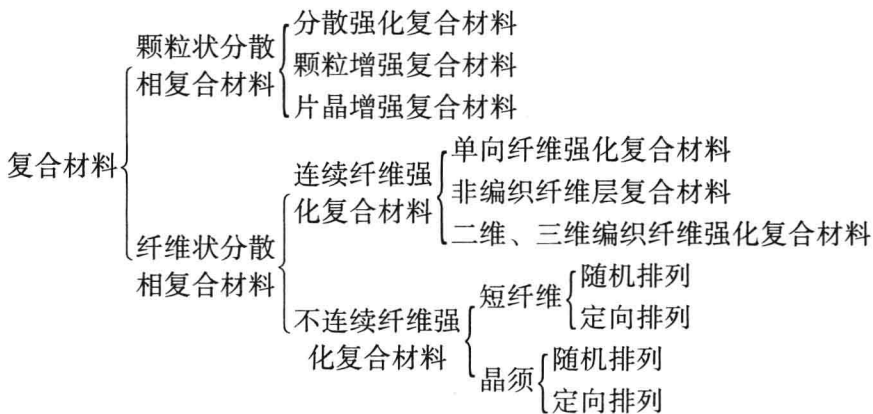 复合材料
颗粒状分散
相复合材料
分散强化复合材料
颗粒增强复合材料
片晶增强复合材料
纤维状分散
相复合材料
连续纤维强
化复合材料
单向纤维强化复合材料
非编织纤维层复合材料
二维、三维编织纤维强化复合材料
不连续纤维强
化复合材料
短纤维
随机排列
定向排列
晶须
随机排列
定向排列